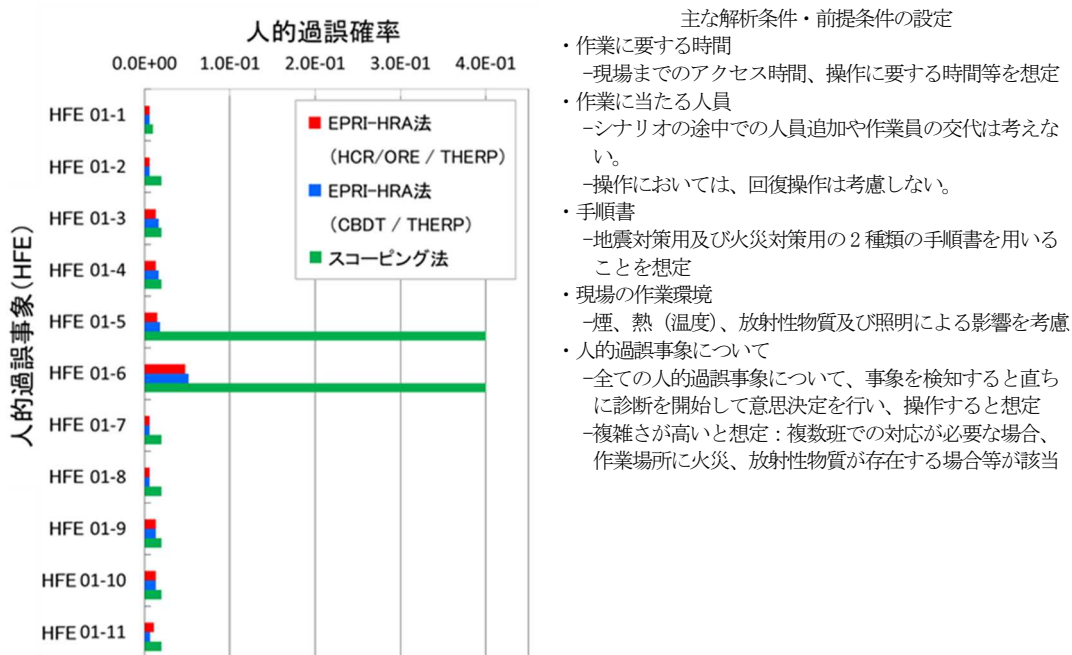 人的過誤確率
0.0E+00 1.0E-01 2.0E-01 3.0E-01 4.0E-01
人的過誤事象(HFE)
HFE 01-1
HFE 01-2
HFE 01-3
HFE 01-4
HFE 01-5
HFE 01-6
HFE 01-7
HFE 01-8
HFE 01-9
HFE 01-10
HFE 01-11
EPRI-HRA法
(HCR/ORE / THERP)
EPRI-HRA法
(CBDT / THERP)
スコーピング法
主な解析条件・前提条件の設定
・作業に要する時間
-現場までのアクセス時間、操作に要する時間等を想定
・作業に当たる人員
-シナリオの途中での人員追加や作業員の交代は考えな
い。
-操作においては、回復操作は考慮しない。
・手順書
-地震対策用及び火災対策用の２種類の手順書を用いる
ことを想定
・現場の作業環境
-煙、熱（温度）、放射性物質及び照明による影響を考慮
・人的過誤事象について
-全ての人的過誤事象について、事象を検知すると直ち
に診断を開始して意思決定を行い、操作すると想定
-複雑さが高いと想定：複数班での対応が必要な場合、
作業場所に火災、放射性物質が存在する場合等が該当